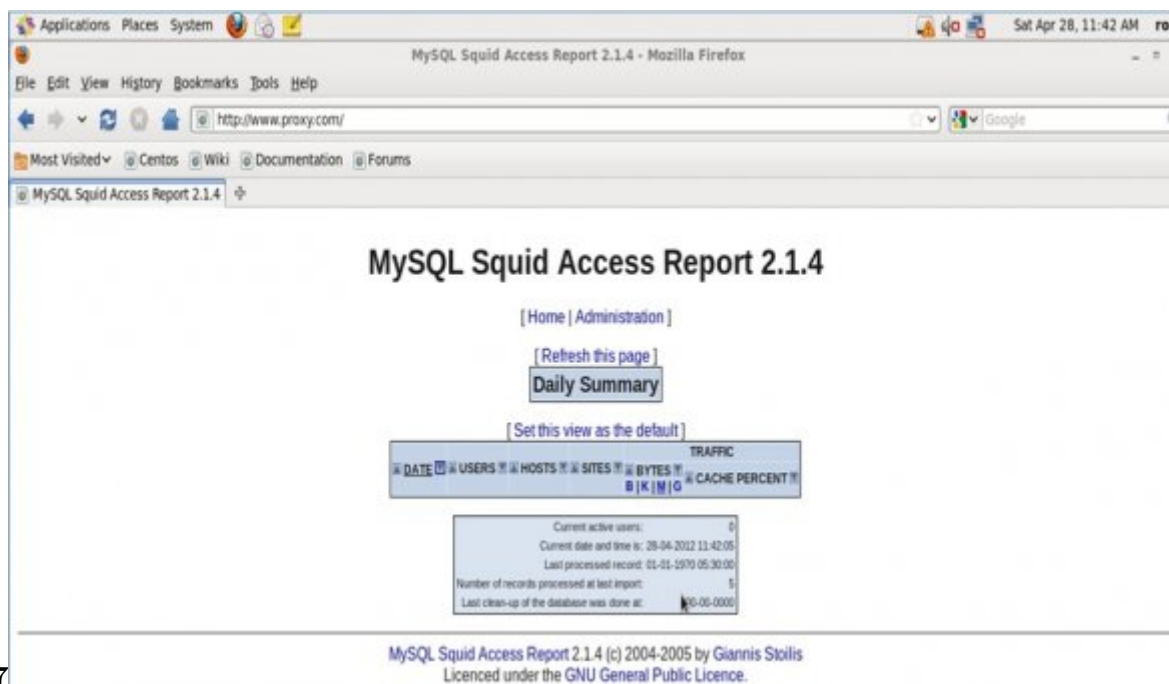 Applications Places System Sat Apr 28, 11:42 AM ro
MySQL Squid Access Report 2.1.4 - Mozilla Firefox
File Edit View History Bookmarks Tools Help
http://www.proxy.com/ Google
Most Visited Centos Wiki Documentation Forums
MySQL Squid Access Report 2.1.4
MySQL Squid Access Report 2.1.4
[ Home | Administration ]
[ Refresh this page ]
Daily Summary
[ Set this view as the default ]
TRAFFIC
DATE USERS HOSTS SITES BYTES CACHE PERCENT
B | K | M | G
Current active users: 0
Current date and time is: 28-04-2012 11:42:05
Last processed record: 01-01-1970 05:30:00
Number of records processed at last import: 5
Last clean-up of the database was done at: 00-00-0000
MySQL Squid Access Report 2.1.4 (c) 2004-2005 by Giannis Stoilis
Licenced under the GNU General Public Licence.
7